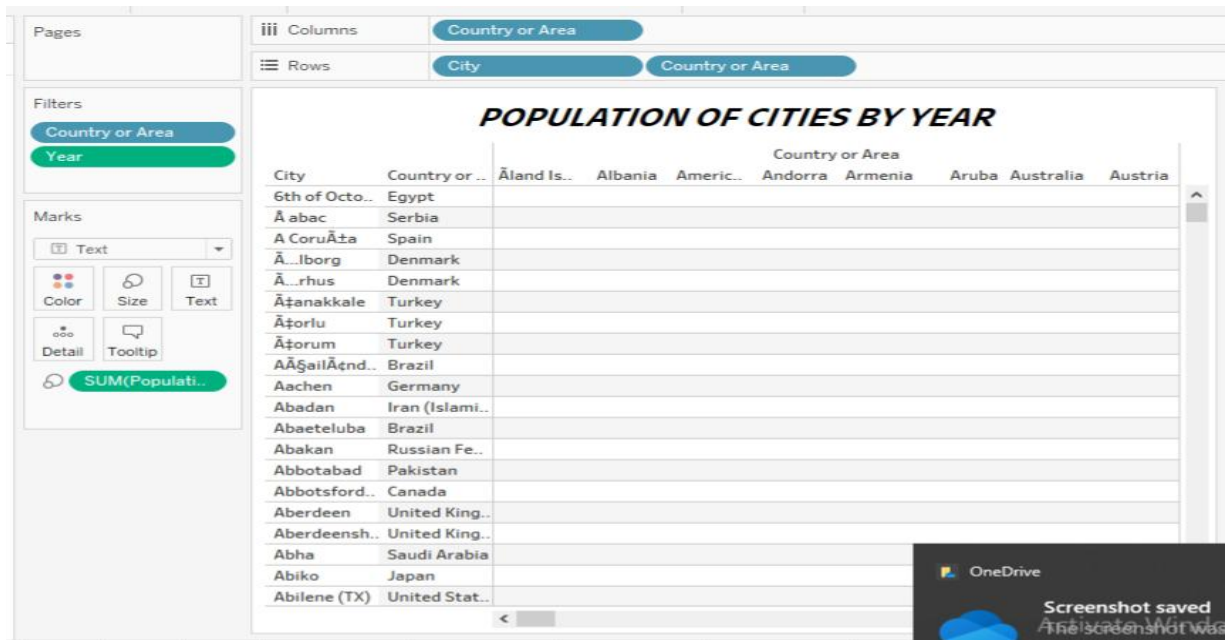 Pages
iii Columns Country or Area
Rows City Country or Area
Filters
Country or Area
Year
Marks
Text
Color Size Text
Detail Tooltip
SUM(Populati..
POPULATION OF CITIES BY YEAR
Country or Area
City Country or .. Ãland Is.. Albania Americ.. Andorra Armenia Aruba Australia Austria
6th of Octo.. Egypt
Å abac Serbia
A CoruÃ±a Spain
Ã…lborg Denmark
Ã…rhus Denmark
Ã‡anakkale Turkey
Ã‡orlu Turkey
Ã‡orum Turkey
AÃ§ailÃ¢nd.. Brazil
Aachen Germany
Abadan Iran (Islami..
Abaeteluba Brazil
Abakan Russian Fe..
Abbotabad Pakistan
Abbotsford.. Canada
Aberdeen United King..
Aberdeensh.. United King..
Abha Saudi Arabia
Abiko Japan
Abilene (TX) United Stat..
OneDrive
Screenshot saved
The screenshot was